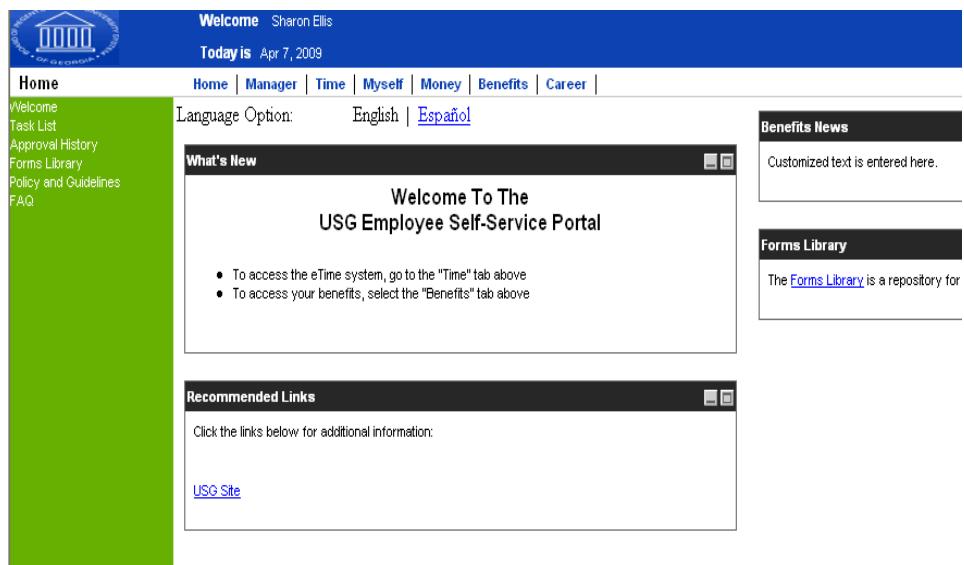 Welcome Sharon Ellis
Today is Apr 7, 2009
Home
Home | Manager | Time | Myself | Money | Benefits | Career |
Welcome
Task List
Approval History
Forms Library
Policy and Guidelines
FAQ
Language Option: English | Español
What's New
Welcome To The
USG Employee Self-Service Portal
• To access the eTime system, go to the "Time" tab above
• To access your benefits, select the "Benefits" tab above
Recommended Links
Click the links below for additional information:
USG Site
Benefits News
Customized text is entered here.
Forms Library
The Forms Library is a repository for